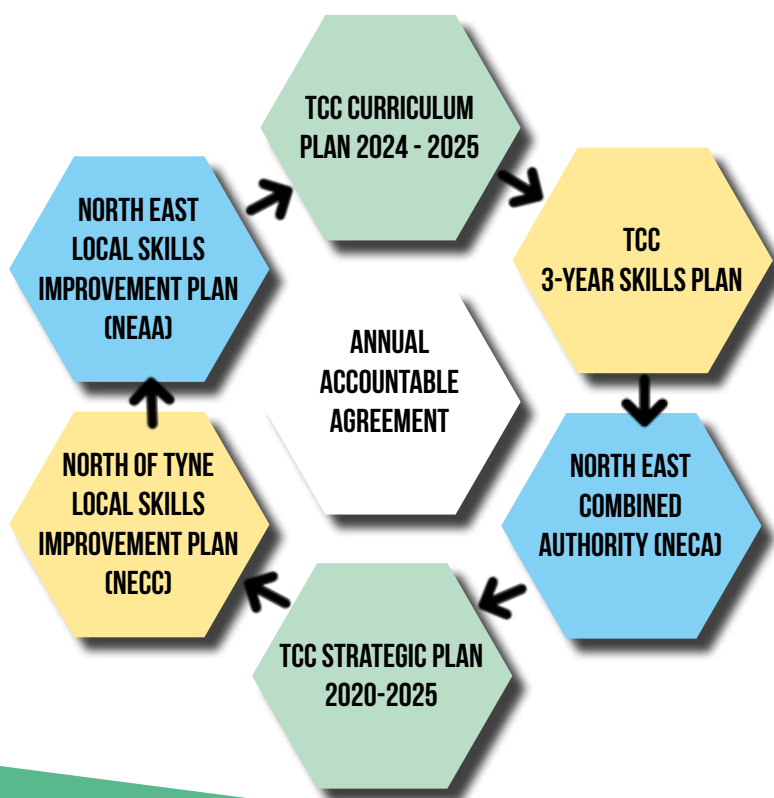 TCC CURRICULUM
PLAN 2024 - 2025
TCC
3-YEAR SKILLS PLAN
NORTH EAST
COMBINED
AUTHORITY (NECA)
TCC STRATEGIC PLAN
2020-2025
NORTH OF TYNE
LOCAL SKILLS
IMPROVEMENT PLAN
(NECC)
NORTH EAST
LOCAL SKILLS
IMPROVEMENT PLAN
(NEAA)
ANNUAL
ACCOUNTABLE
AGREEMENT